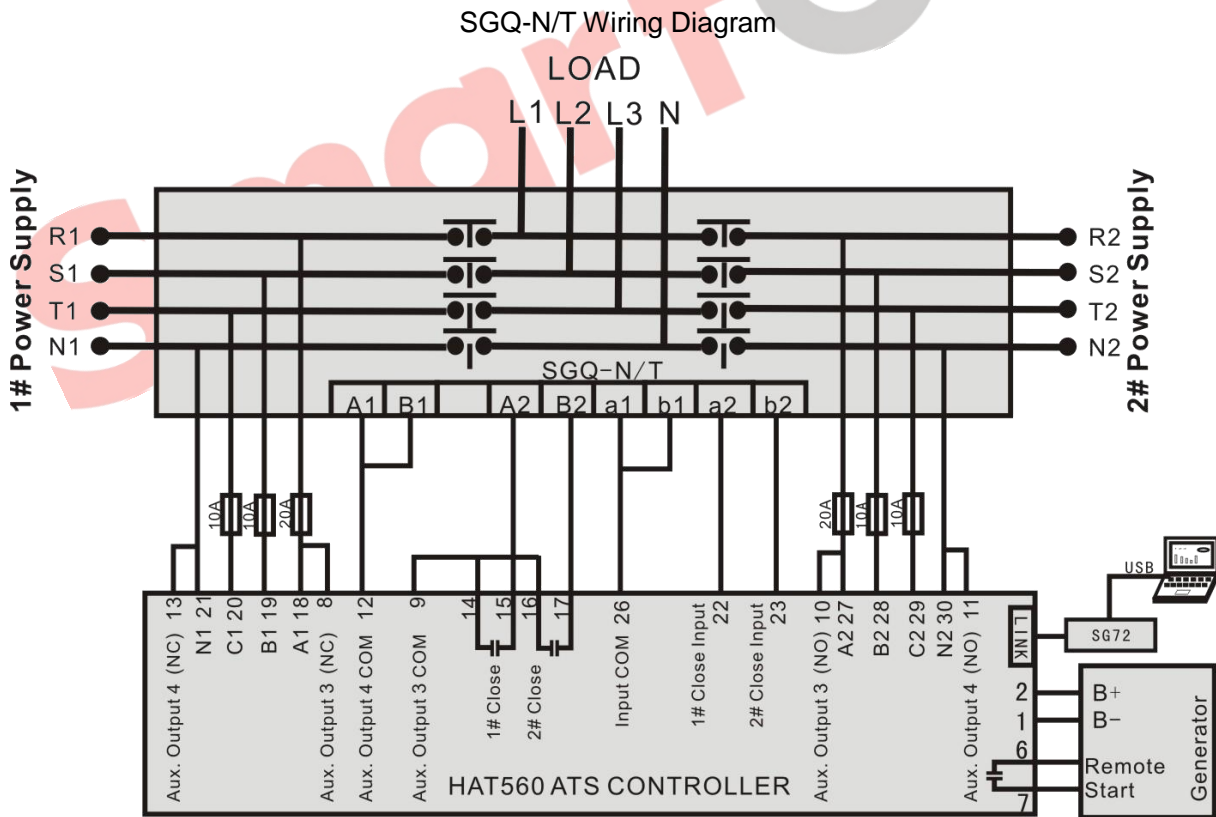 SGQ-N/T Wiring Diagram
LOAD
L1 L2 L3 N
1# Power Supply
R1
S1
T1
N1
R2
S2
T2
N2
2# Power Supply
SGQ-N/T
A1 B1 A2 B2 a1 b1 a2 b2
10A
10A
20A
20A
10A
10A
USB
Aux. Output 4 (NC) 13
N1 21
C1 20
B1 19
A1 18
Aux. Output 3 (NC) 8
Aux. Output 4 COM 12
Aux. Output 3 COM 9
14
15
1# Close
16
17
2# Close
Input COM 26
1# Close Input 22
2# Close Input 23
Aux. Output 3 (NO) 10
A2 27
B2 28
C2 29
N2 30
Aux. Output 4 (NO) 11
LINK
SG72
2
1
6
7
B+
B-
Remote
Start
Generator
HAT560 ATS CONTROLLER